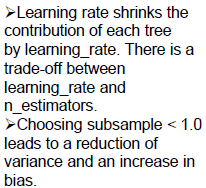 ➢Learning rate shrinks the
contribution of each tree
by learning_rate. There is a
trade-off between
learning_rate and
n_estimators.
➢Choosing subsample < 1.0
leads to a reduction of
variance and an increase in
bias.